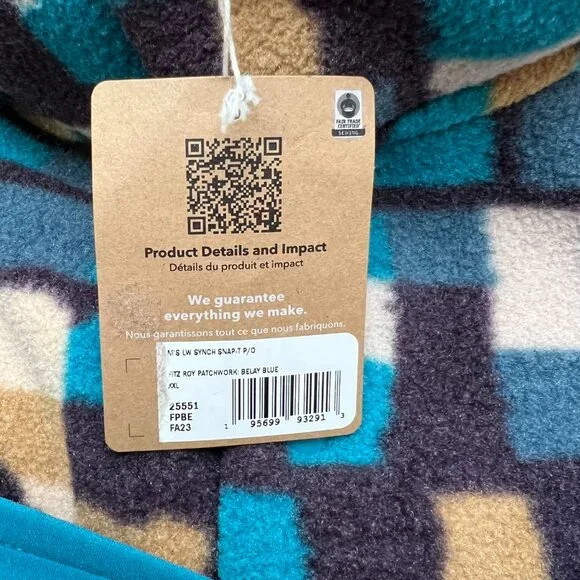 FAIR TRADE
CERTIFIED
SEWING
Product Details and Impact
Détails du produit et impact
We guarantee
everything we make.
Nous garantissons tout ce que nous fabriquons.
M'S LW SYNCH SNAP-T P/O
FITZ ROY PATCHWORK: BELAY BLUE
XXL
25551
FPBE
FA23
1 95699 93291 3